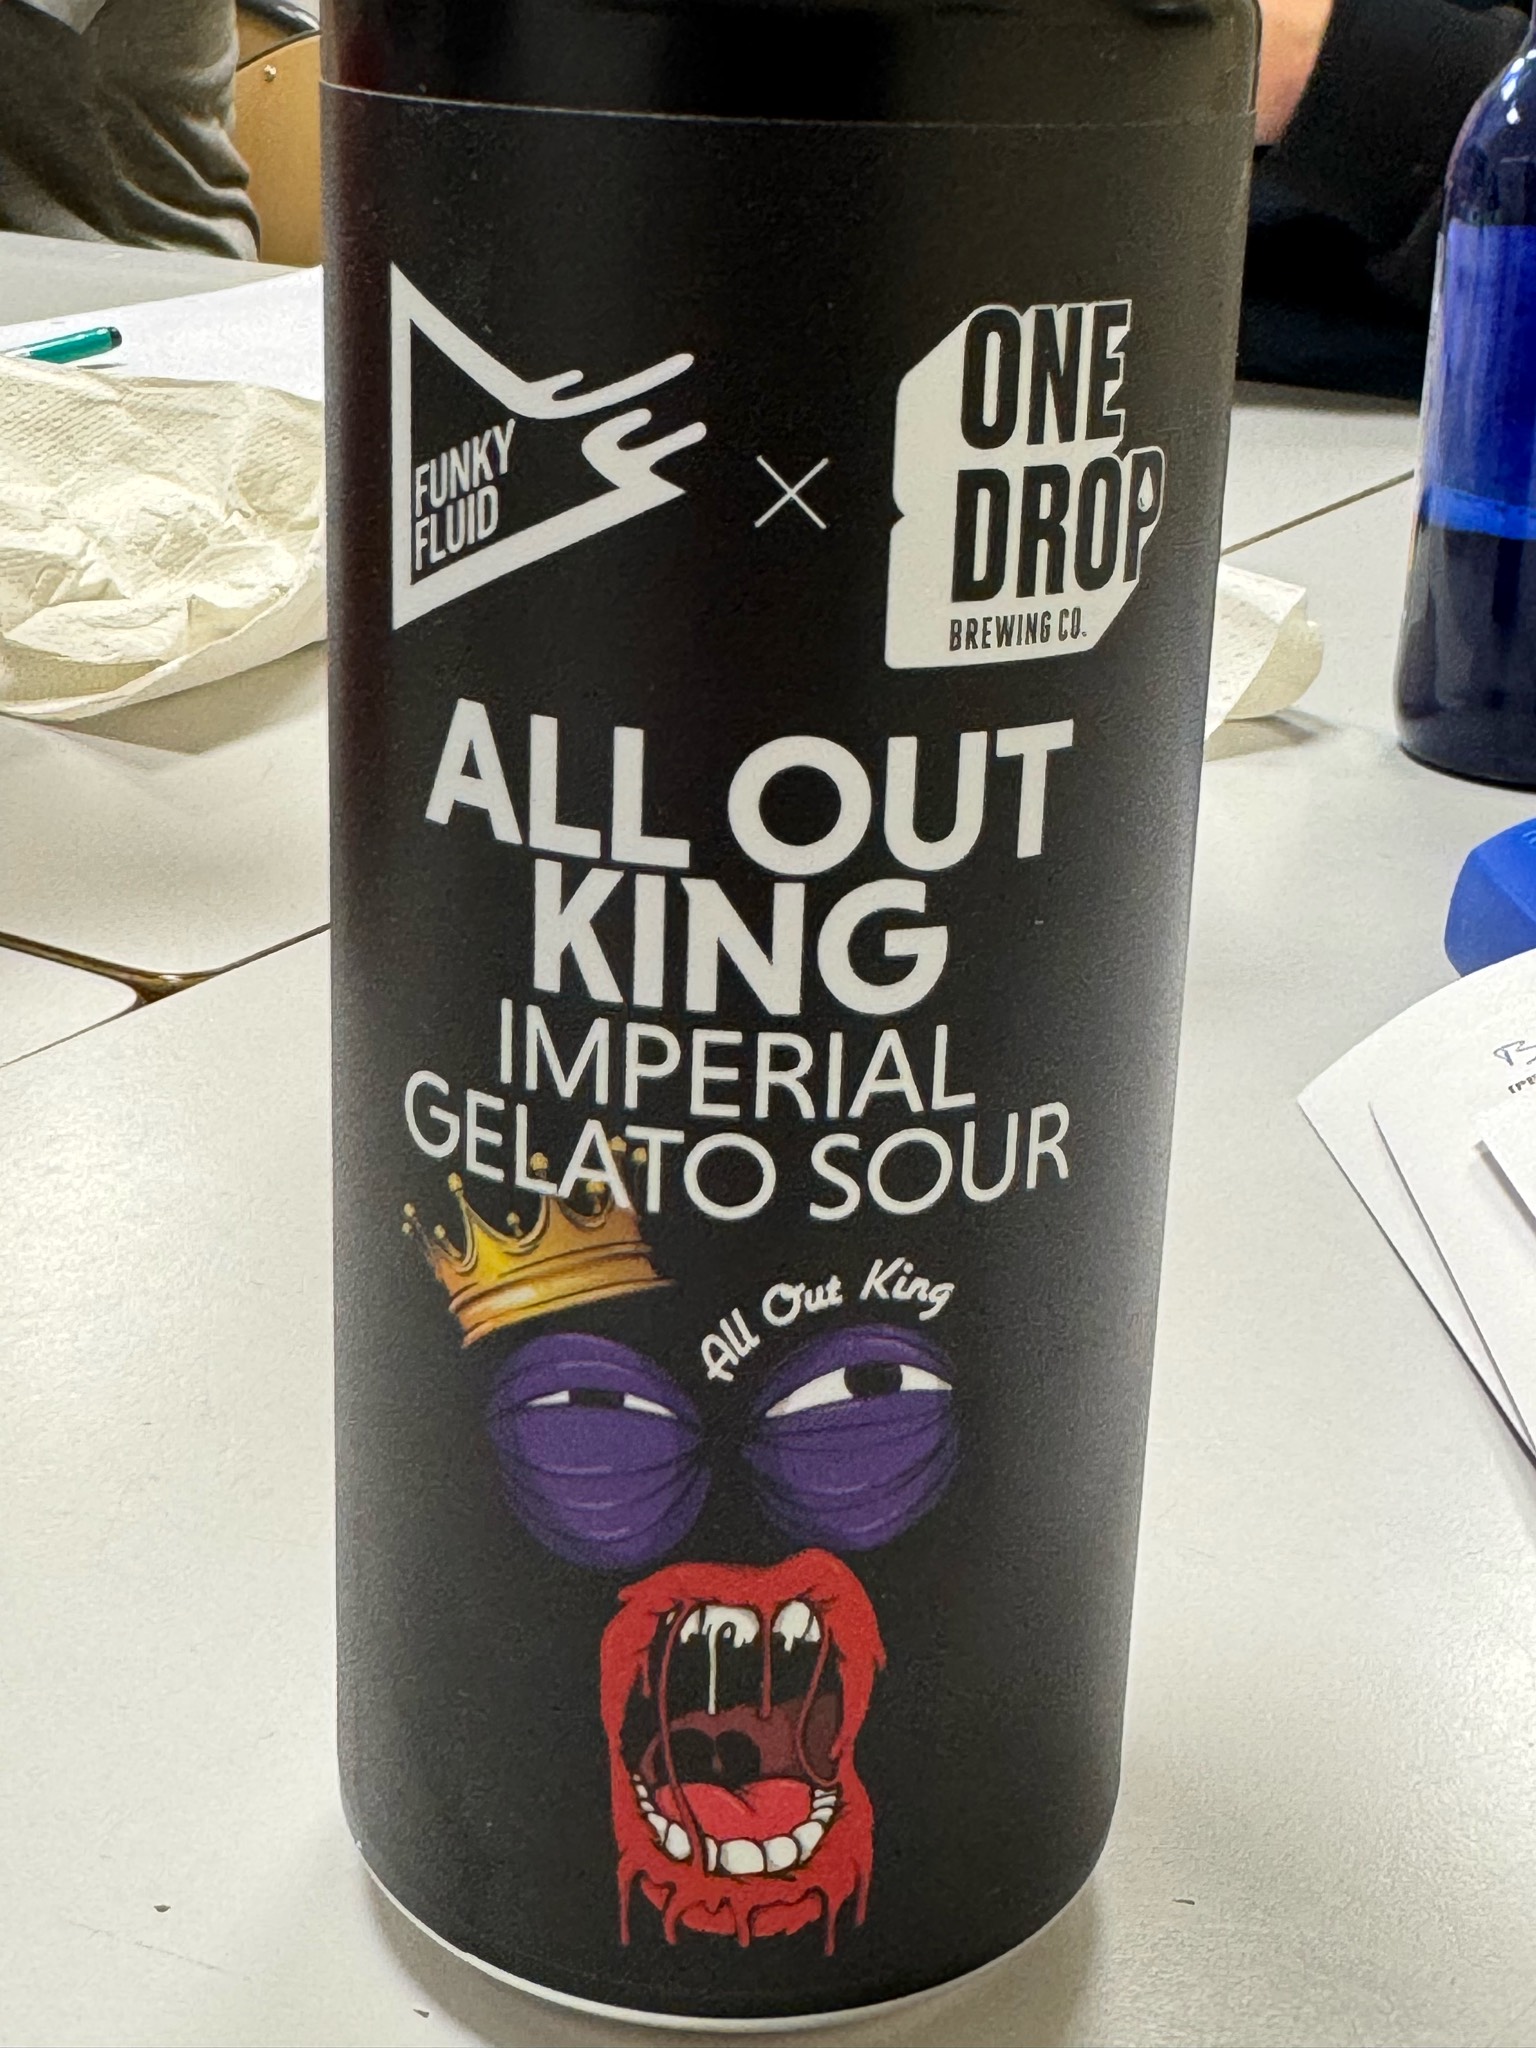 FUNKY
FLUID
X
ONE
DROP
BREWING CO.
ALL OUT
KING
IMPERIAL
GELATO SOUR
All Out King